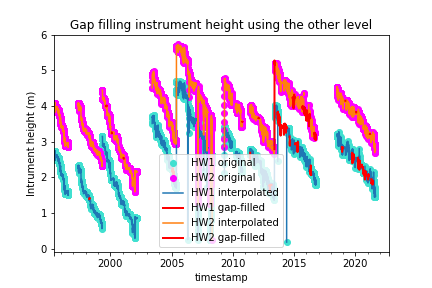 Gap filling instrument height using the other level
6
5
4
3
2
1
0
Intrument height (m)
HW1 original
HW2 original
HW1 interpolated
HW1 gap-filled
HW2 interpolated
HW2 gap-filled
2000
2005
2010
2015
2020
timestamp